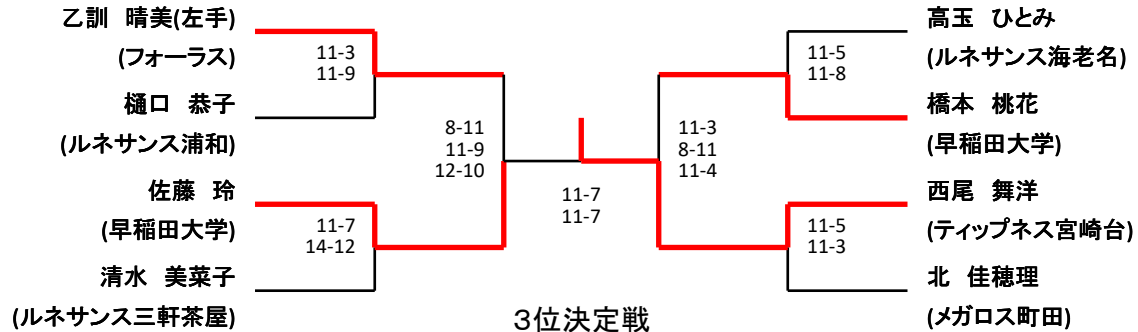 乙訓　晴美(左手)
(フォーラス)
樋口　恭子
(ルネサンス浦和)
佐藤　玲
(早稲田大学)
清水　美菜子
(ルネサンス三軒茶屋)
11-3
11-9
11-7
14-12
8-11
11-9
12-10
11-7
11-7
3位決定戦
11-3
8-11
11-4
11-5
11-8
11-5
11-3
高玉　ひとみ
(ルネサンス海老名)
橋本　桃花
(早稲田大学)
西尾　舞洋
(ティップネス宮崎台)
北　佳穂理
(メガロス町田)